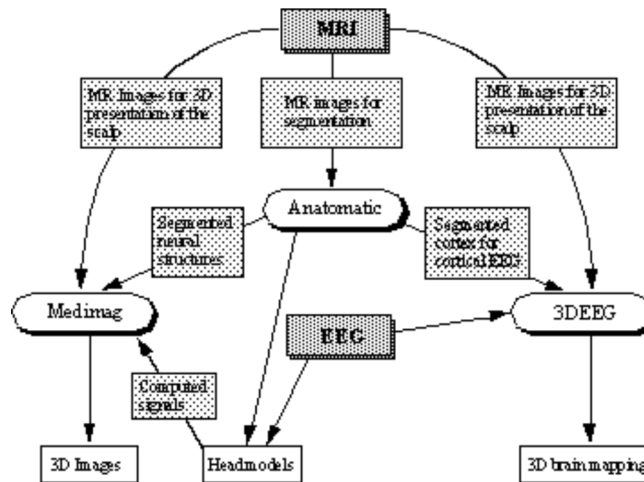 MRI
MR Images for 3D
presentation of the
scalp
MR images for
segmentation
MR Images for 3D
presentation of the
scalp
Anatomatic
Segmented
neural
structures
Segmented
cortex for
cortical EEG
Medimag
3DEEG
EEG
Computed
signals
3D Images
Headmodels
3D brain mapping